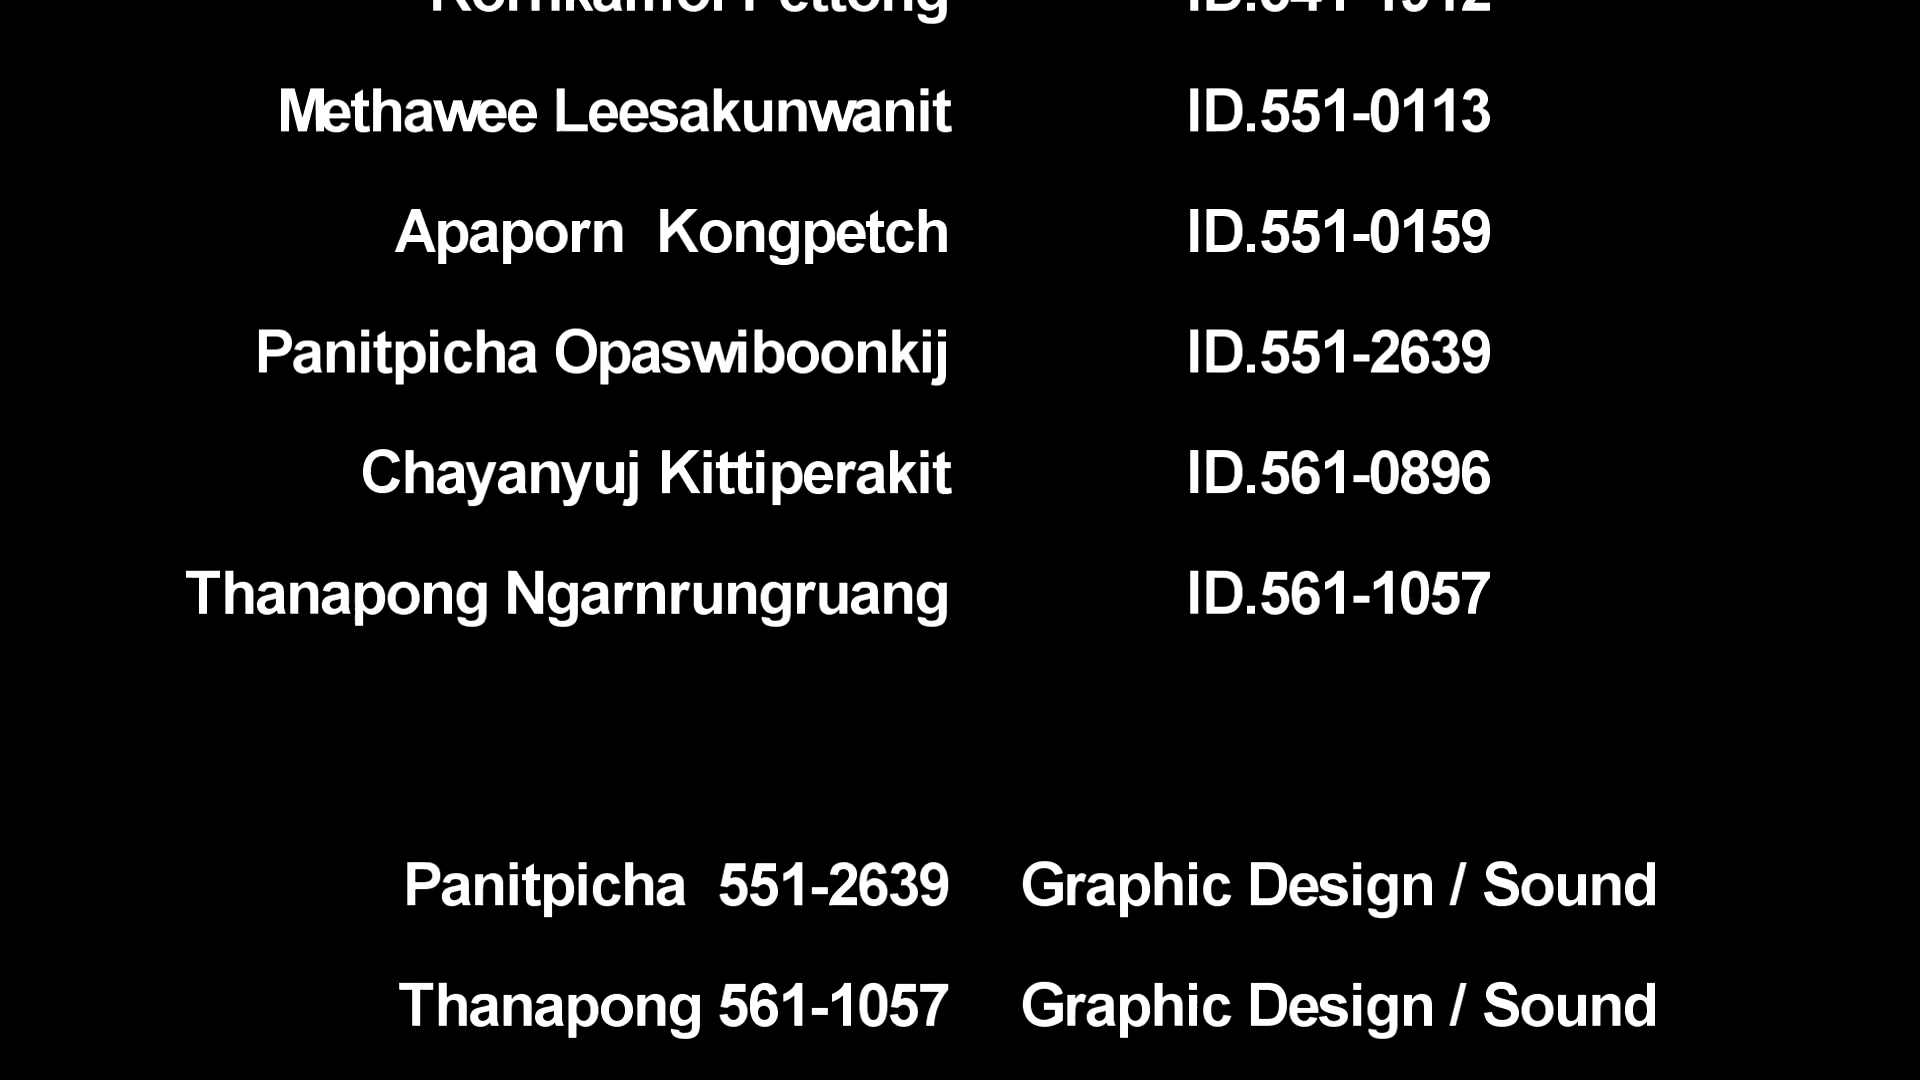 Methawee Leesakunwanit ID.551-0113
Apaporn Kongpetch ID.551-0159
Panitpicha Opaswiboonkij ID.551-2639
Chayanyuj Kittiperakit ID.561-0896
Thanapong Ngarnrungruang ID.561-1057
Panitpicha 551-2639 Graphic Design / Sound
Thanapong 561-1057 Graphic Design / Sound